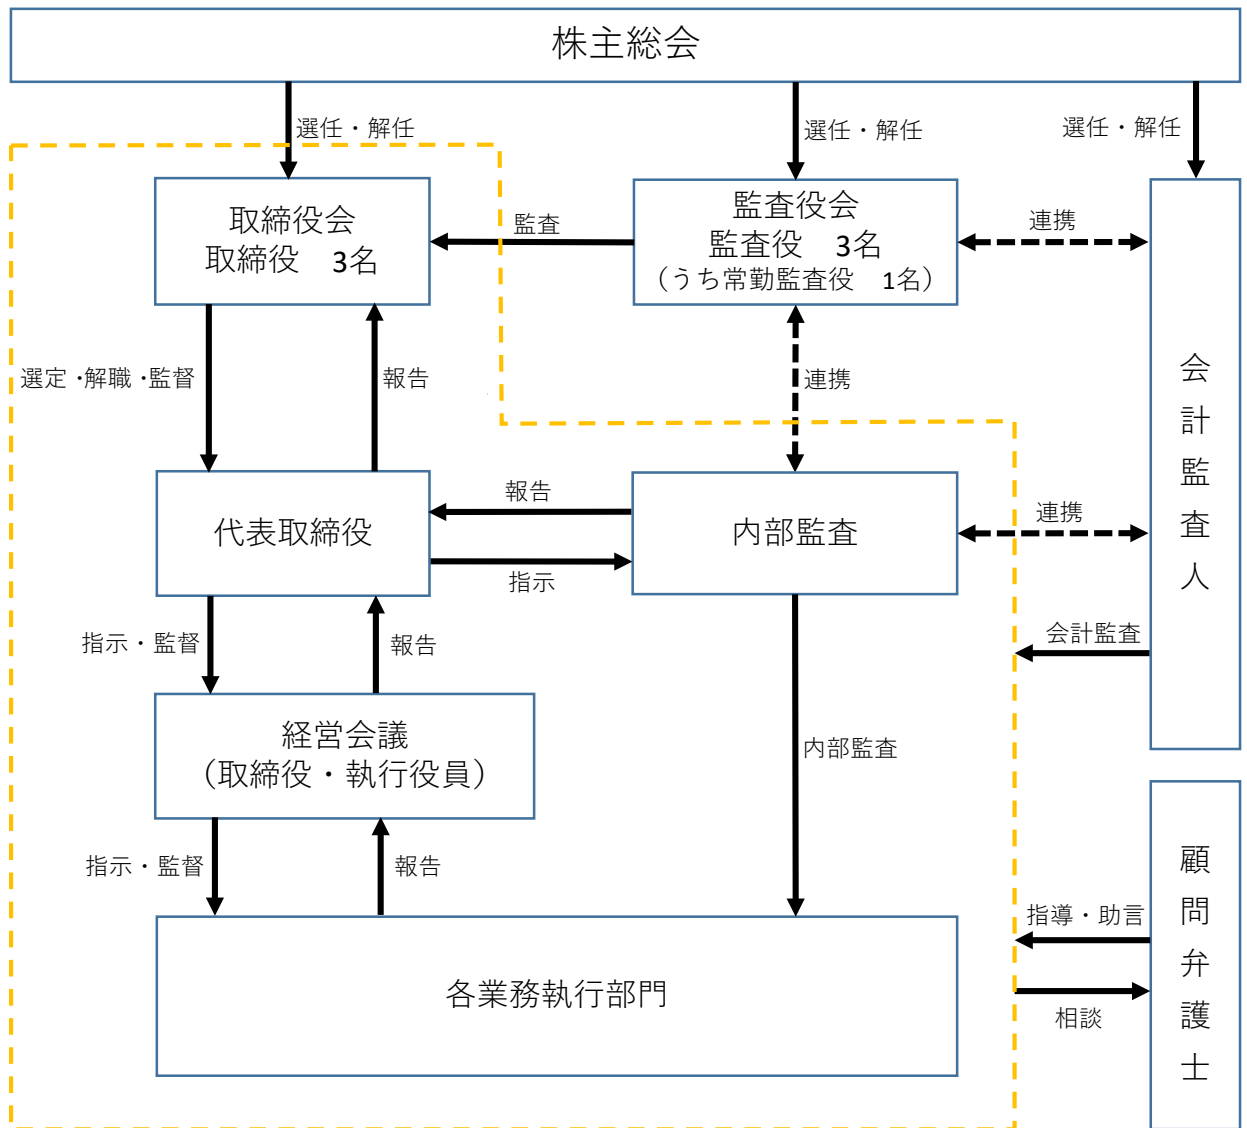 株主総会
選任・解任
選任・解任
選任・解任
取締役会
取締役　3名
監査
監査役会
監査役　3名
（うち常勤監査役　1名）
連携
選定・解職・監督
報告
連携
会計監査人
代表取締役
報告
指示
内部監査
連携
指示・監督
報告
会計監査
経営会議
（取締役・執行役員）
内部監査
指示・監督
報告
各業務執行部門
指導・助言
相談
顧問弁護士